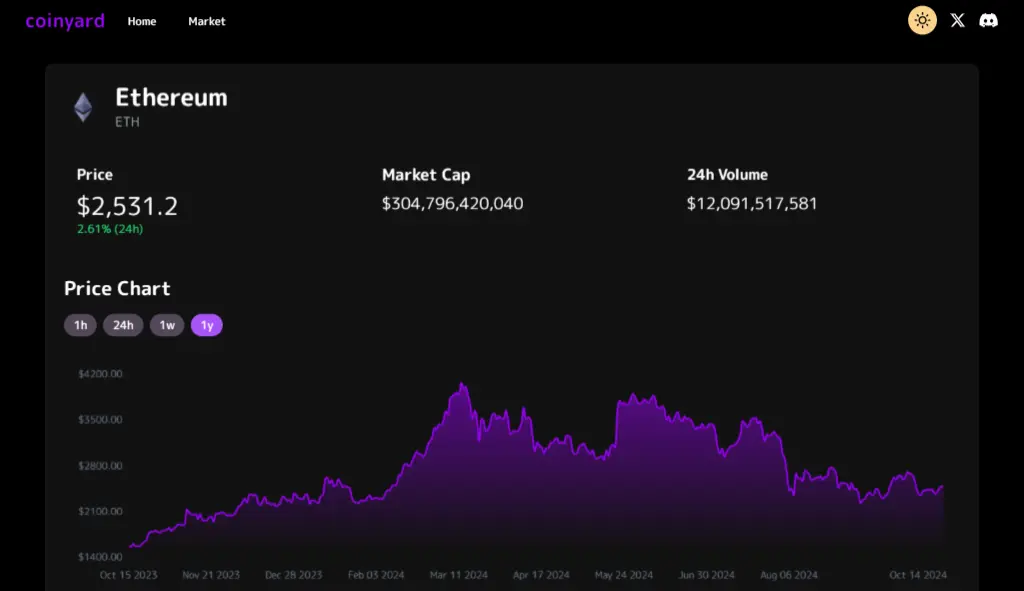 coinyard Home Market
Ethereum
ETH
Price Market Cap 24h Volume
$2,531.2 $304,796,420,040 $12,091,517,581
2.61% (24h)
Price Chart
1h 24h 1w 1y
$4200.00
$3500.00
$2800.00
$2100.00
$1400.00
Oct 15 2023 Nov 21 2023 Dec 28 2023 Feb 03 2024 Mar 11 2024 Apr 17 2024 May 24 2024 Jun 30 2024 Aug 06 2024 Oct 14 2024